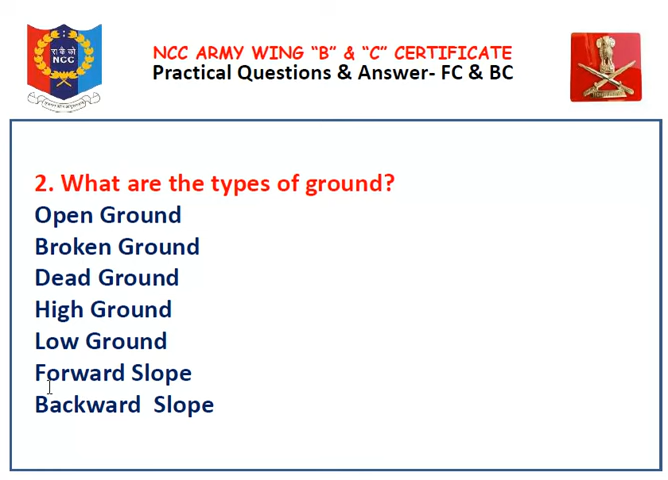 रा कै को
NCC
NCC ARMY WING “B” & “C” CERTIFICATE
Practical Questions & Answer- FC & BC
2. What are the types of ground?
Open Ground
Broken Ground
Dead Ground
High Ground
Low Ground
Forward Slope
Backward  Slope